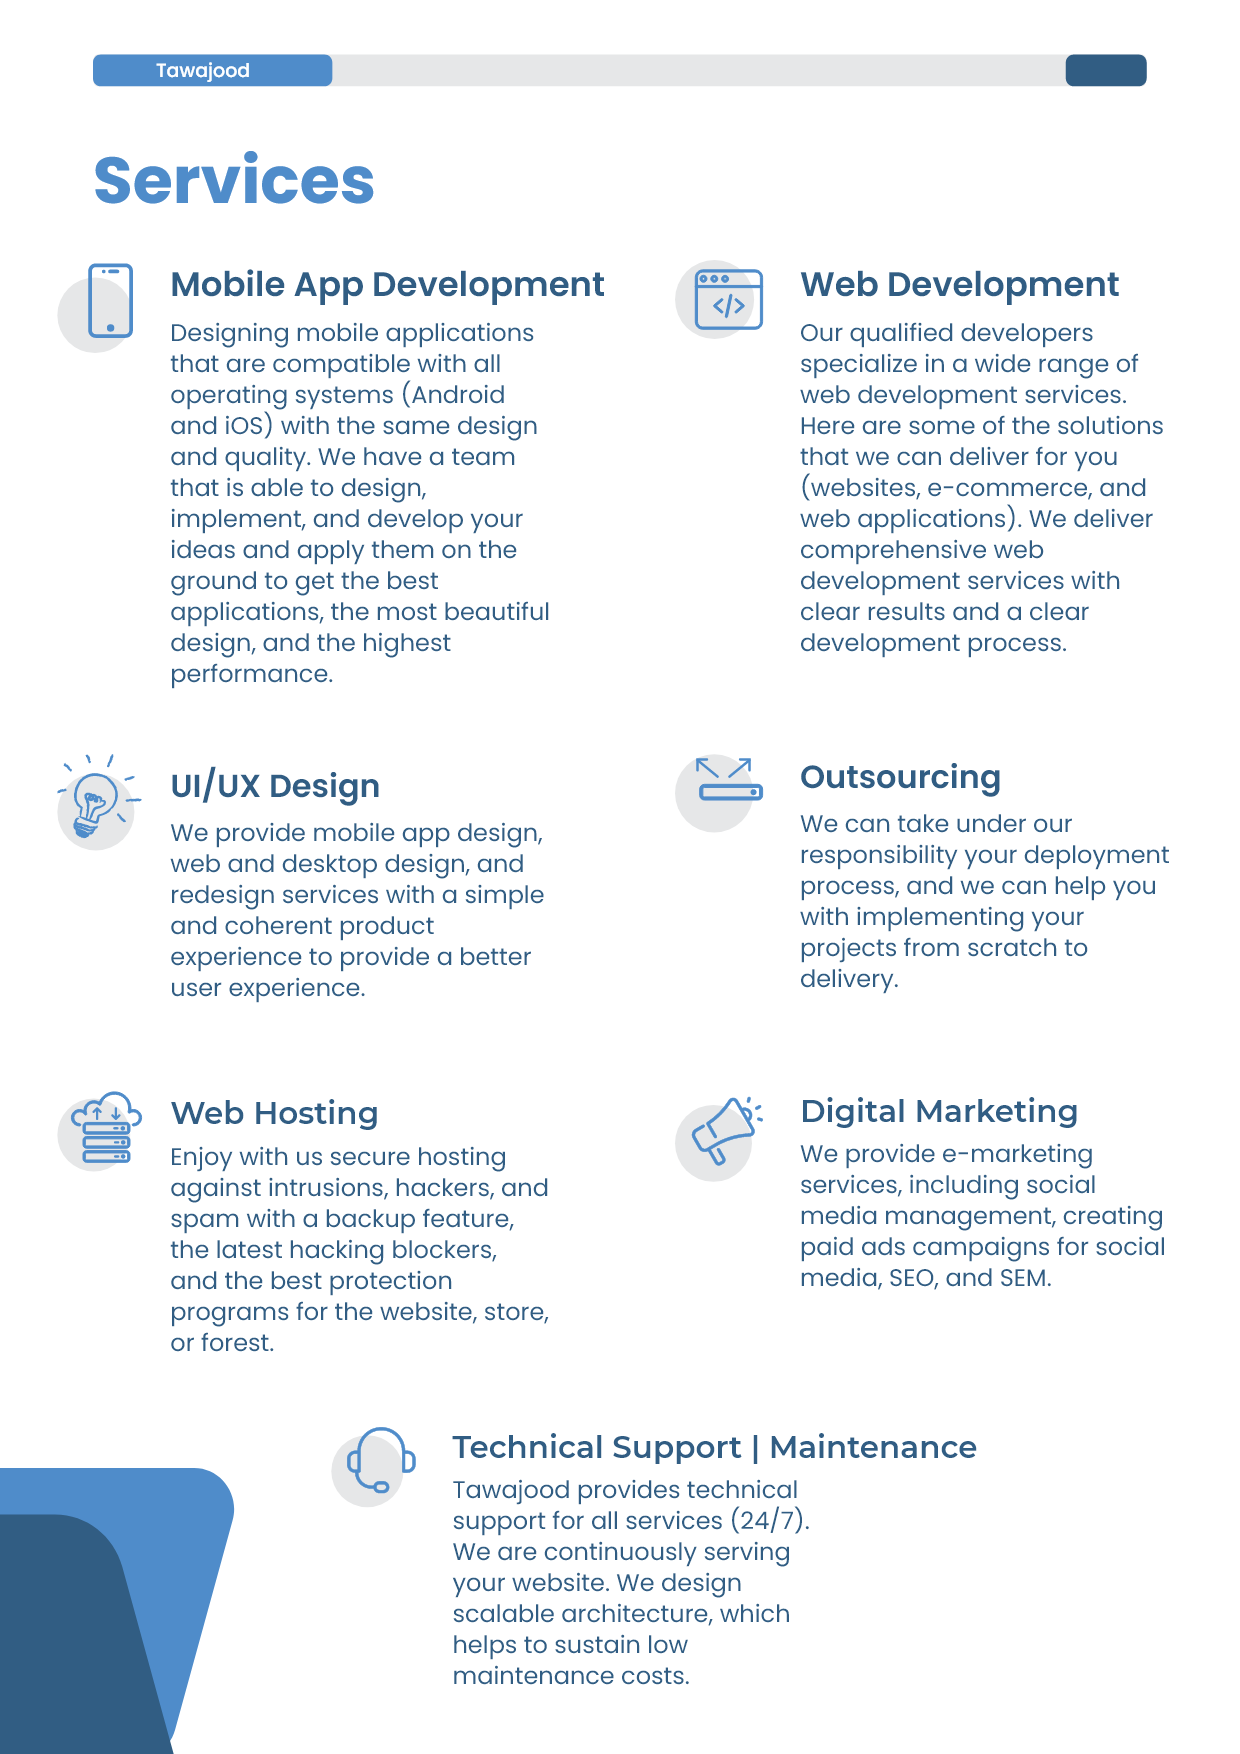 Tawajood
Services
Mobile App Development
Designing mobile applications
that are compatible with all
operating systems (Android
and iOS) with the same design
and quality. We have a team
that is able to design,
implement, and develop your
ideas and apply them on the
ground to get the best
applications, the most beautiful
design, and the highest
performance.
Web Development
Our qualified developers
specialize in a wide range of
web development services.
Here are some of the solutions
that we can deliver for you
(websites, e-commerce, and
web applications). We deliver
comprehensive web
development services with
clear results and a clear
development process.
UI/UX Design
We provide mobile app design,
web and desktop design, and
redesign services with a simple
and coherent product
experience to provide a better
user experience.
Outsourcing
We can take under our
responsibility your deployment
process, and we can help you
with implementing your
projects from scratch to
delivery.
Web Hosting
Enjoy with us secure hosting
against intrusions, hackers, and
spam with a backup feature,
the latest hacking blockers,
and the best protection
programs for the website, store,
or forest.
Digital Marketing
We provide e-marketing
services, including social
media management, creating
paid ads campaigns for social
media, SEO, and SEM.
Technical Support | Maintenance
Tawajood provides technical
support for all services (24/7).
We are continuously serving
your website. We design
scalable architecture, which
helps to sustain low
maintenance costs.